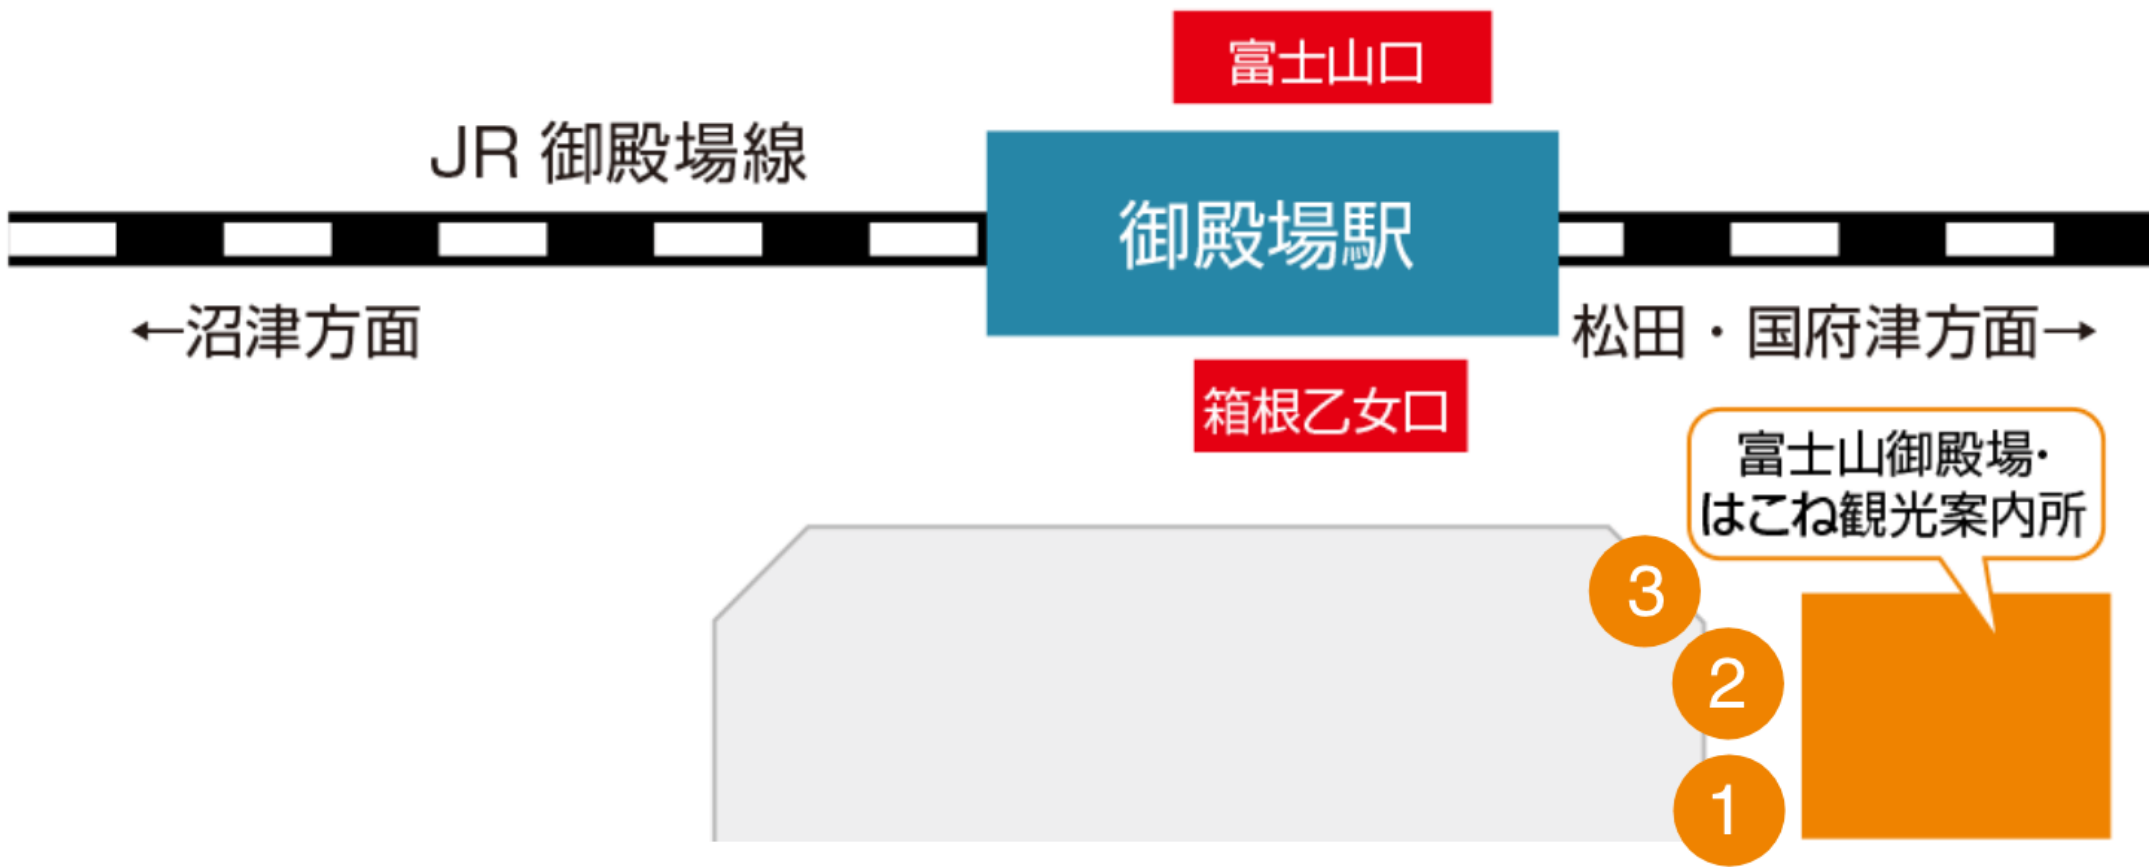 富士山口
JR 御殿場線
御殿場駅
←沼津方面
松田・国府津方面→
箱根乙女口
富士山御殿場・
はこね観光案内所
3
2
1